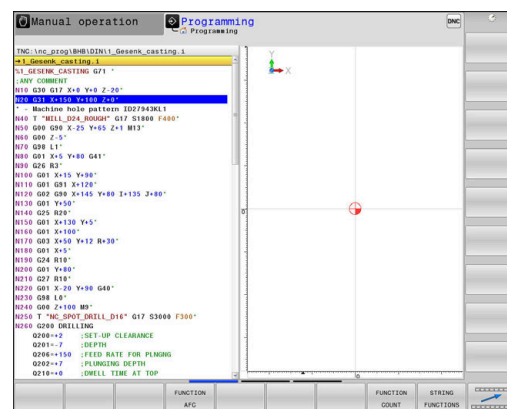 Manual operation
Programming
Programming
DNC
TNC:\nc_prog\BHB\DIN\1_Gesenk_casting.i
→1_Gesenk_casting.i
%1_GESENK_CASTING G71 *
;ANY COMMENT
N10 G30 G17 X+0 Y+0 Z-20*
N20 G31 X+150 Y+100 Z+0*
* - Machine hole pattern ID27943KL1
N40 T "MILL_D24_ROUGH" G17 S1800 F400*
N50 G00 G90 X-25 Y+65 Z+1 M13*
N60 G00 Z-5*
N70 G98 L1*
N80 G01 X+5 Y+80 G41*
N90 G26 R3*
N100 G01 X+15 Y+90*
N110 G01 G91 X+120*
N120 G02 G90 X+145 Y+80 I+135 J+80*
N130 G01 Y+50*
N140 G25 R20*
N150 G01 X+130 Y+5*
N160 G01 X+100*
N170 G03 X+50 Y+12 R+30*
N180 G01 X+5*
N190 G24 R10*
N200 G01 Y+80*
N210 G27 R10*
N220 G01 X-20 Y+90 G40*
N230 G98 L0*
N240 G00 Z+100 M9*
N250 T "NC_SPOT_DRILL_D16" G17 S3000 F300*
N260 G200 DRILLING
Q200=+2 ;SET-UP CLEARANCE
Q201=-7 ;DEPTH
Q206=+150 ;FEED RATE FOR PLNGNG
Q202=+7 ;PLUNGING DEPTH
Q210=+0 ;DWELL TIME AT TOP
Y
X
0
0
FUNCTION
AFC
FUNCTION
COUNT
STRING
FUNCTIONS